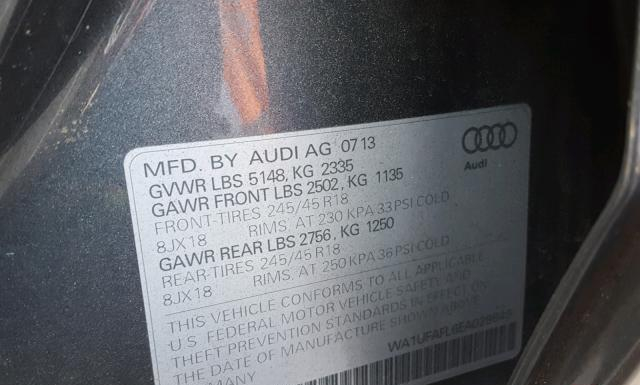 MFD. BY AUDI AG 0713
GVWR LBS 5148, KG 2335
GAWR FRONT LBS 2502, KG 1135
FRONT-TIRES 245/45 R18
8JX18 RIMS. AT 230 KPA 33 PSI COLD
GAWR REAR LBS 2756, KG 1250
REAR-TIRES 245/45 R18
8JX18 RIMS. AT 250 KPA 36 PSI COLD
THIS VEHICLE CONFORMS TO ALL APPLICABLE
U S FEDERAL MOTOR VEHICLE SAFETY AND
THEFT PREVENTION STANDARDS IN EFFECT ON
THE DATE OF MANUFACTURE SHOWN ABOVE.
Audi